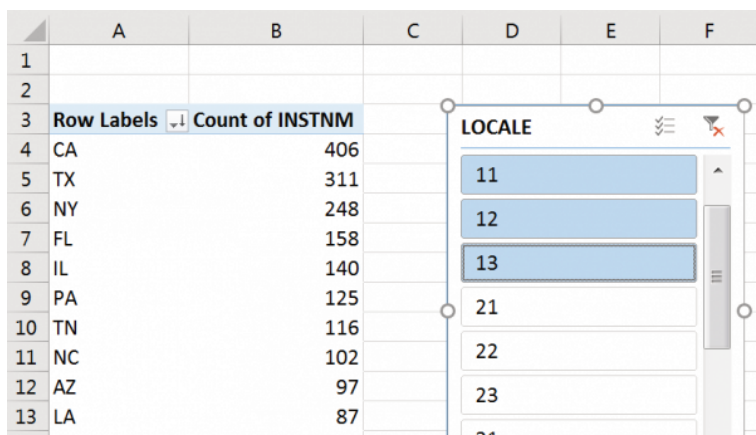 A B C D E F
1
2
3 Row Labels Count of INSTNM LOCALE
4 CA 406
5 TX 311 11
6 NY 248 12
7 FL 158
8 IL 140 13
9 PA 125 21
10 TN 116
11 NC 102 22
12 AZ 97 23
13 LA 87